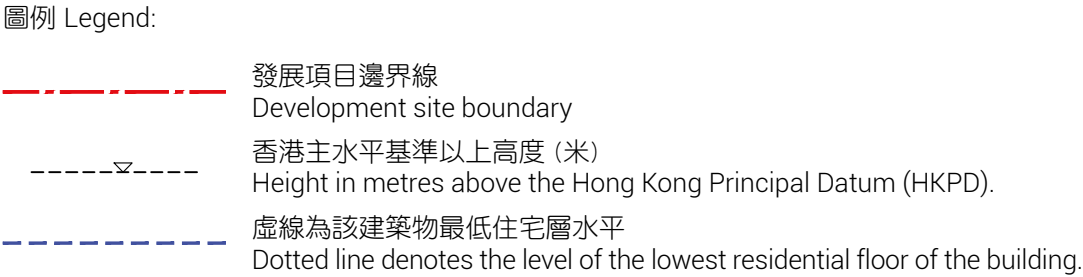 圖例 Legend:
發展項目邊界線
Development site boundary
香港主水平基準以上高度 (米)
Height in metres above the Hong Kong Principal Datum (HKPD).
虛線為該建築物最低住宅層水平
Dotted line denotes the level of the lowest residential floor of the building.